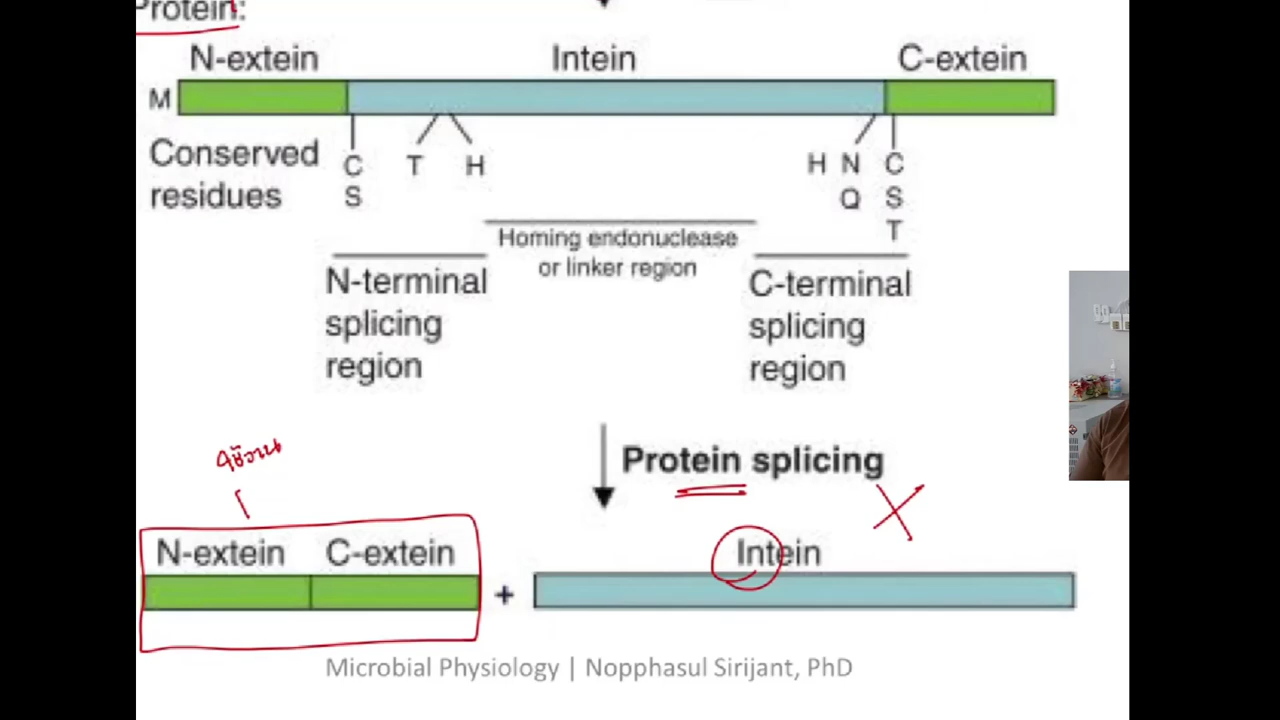 Protein:
N-extein Intein C-extein
M
Conserved residues
C T H H N C
S Q S
T
Homing endonuclease
or linker region
N-terminal
splicing
region
C-terminal
splicing
region
Protein splicing
N-extein C-extein + Intein
Microbial Physiology | Nopphasul Sirijant, PhD